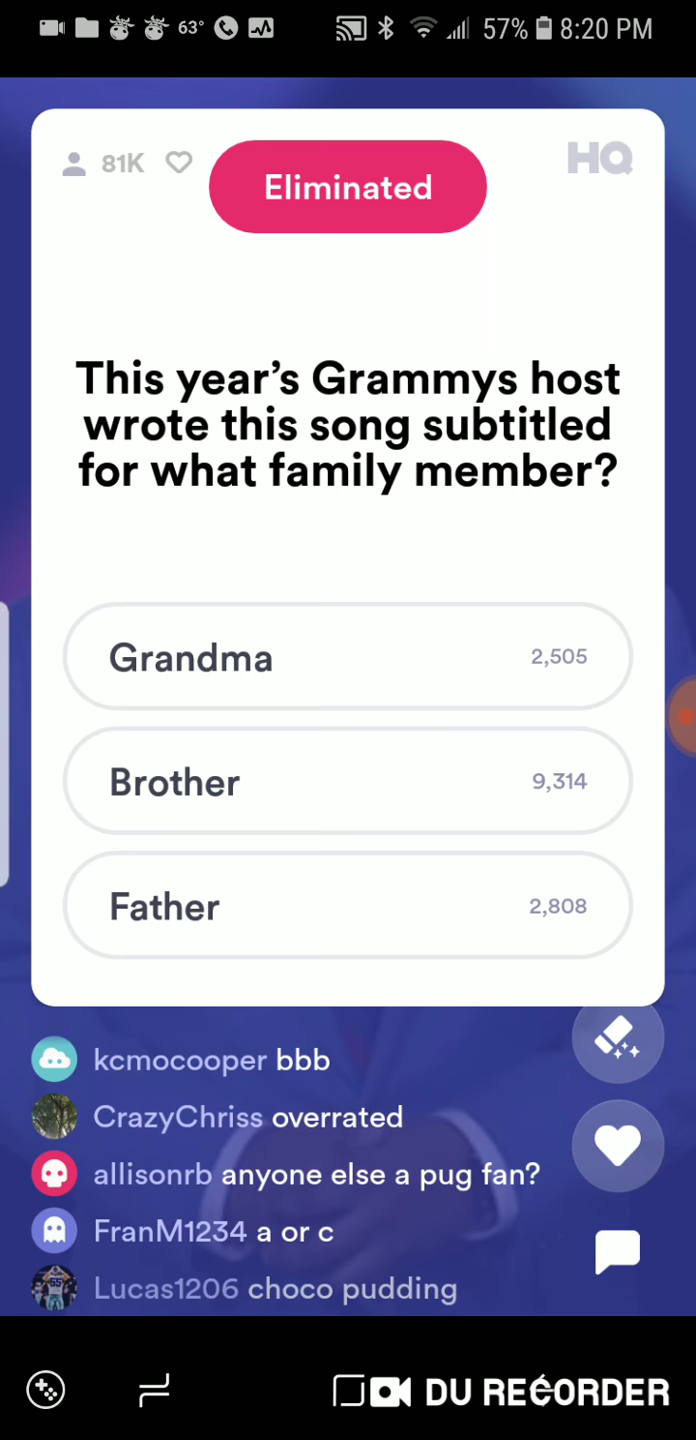 63° 57% 8:20 PM
81K Eliminated HQ
This year's Grammys host
wrote this song subtitled
for what family member?
Grandma 2,505
Brother 9,314
Father 2,808
kcmocooper bbb
CrazyChriss overrated
allisonrb anyone else a pug fan?
FranM1234 a or c
Lucas1206 choco pudding
DU RECORDER